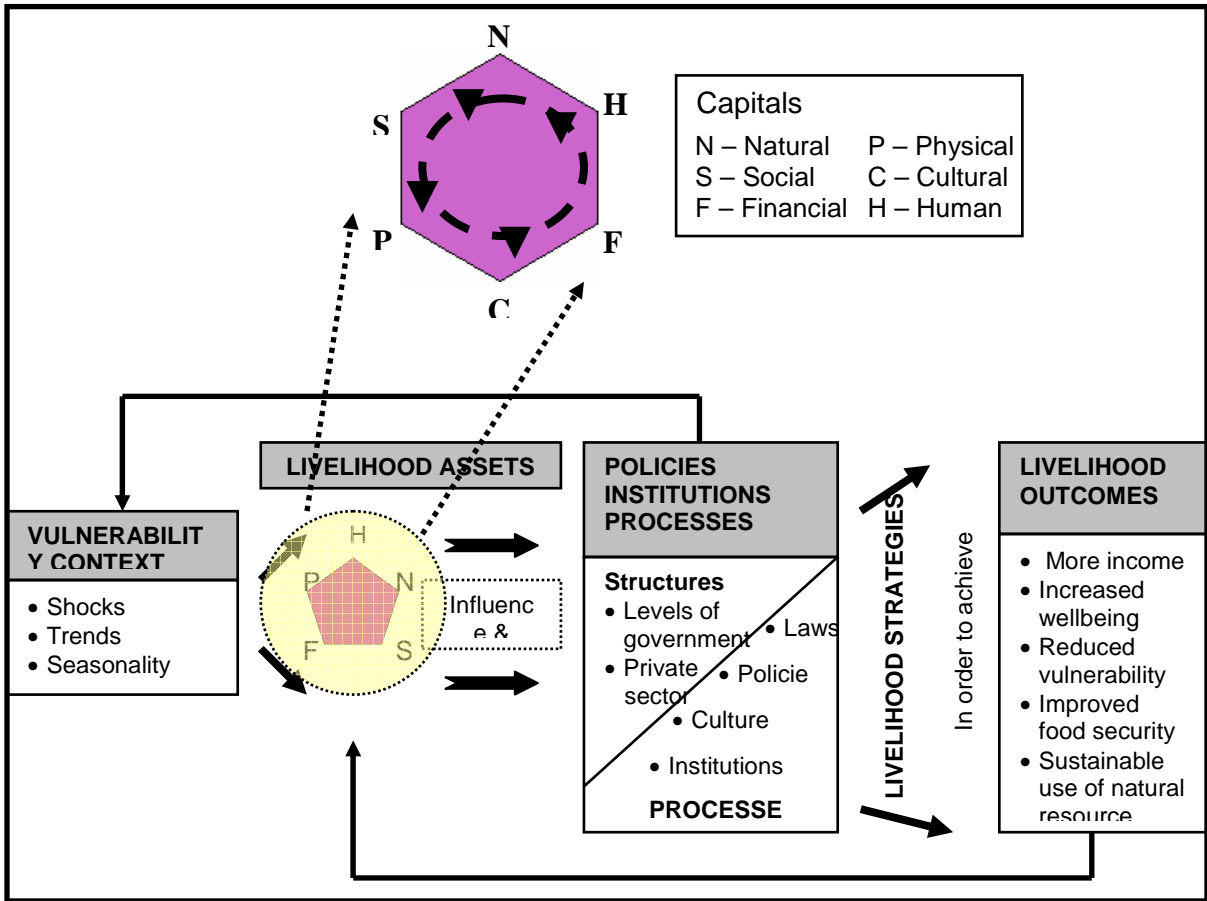 N
H
S
P
F
C
Capitals
N – Natural P – Physical
S – Social C – Cultural
F – Financial H – Human
LIVELIHOOD ASSETS
VULNERABILIT
Y CONTEXT
• Shocks
• Trends
• Seasonality
H
P
N
F
S
Influenc
e &
POLICIES
INSTITUTIONS
PROCESSES
Structures
• Levels of
government
• Private
sector
• Laws
• Policie
• Culture
• Institutions
PROCESSE
LIVELIHOOD STRATEGIES
In order to achieve
LIVELIHOOD
OUTCOMES
• More income
• Increased
wellbeing
• Reduced
vulnerability
• Improved
food security
• Sustainable
use of natural
resource